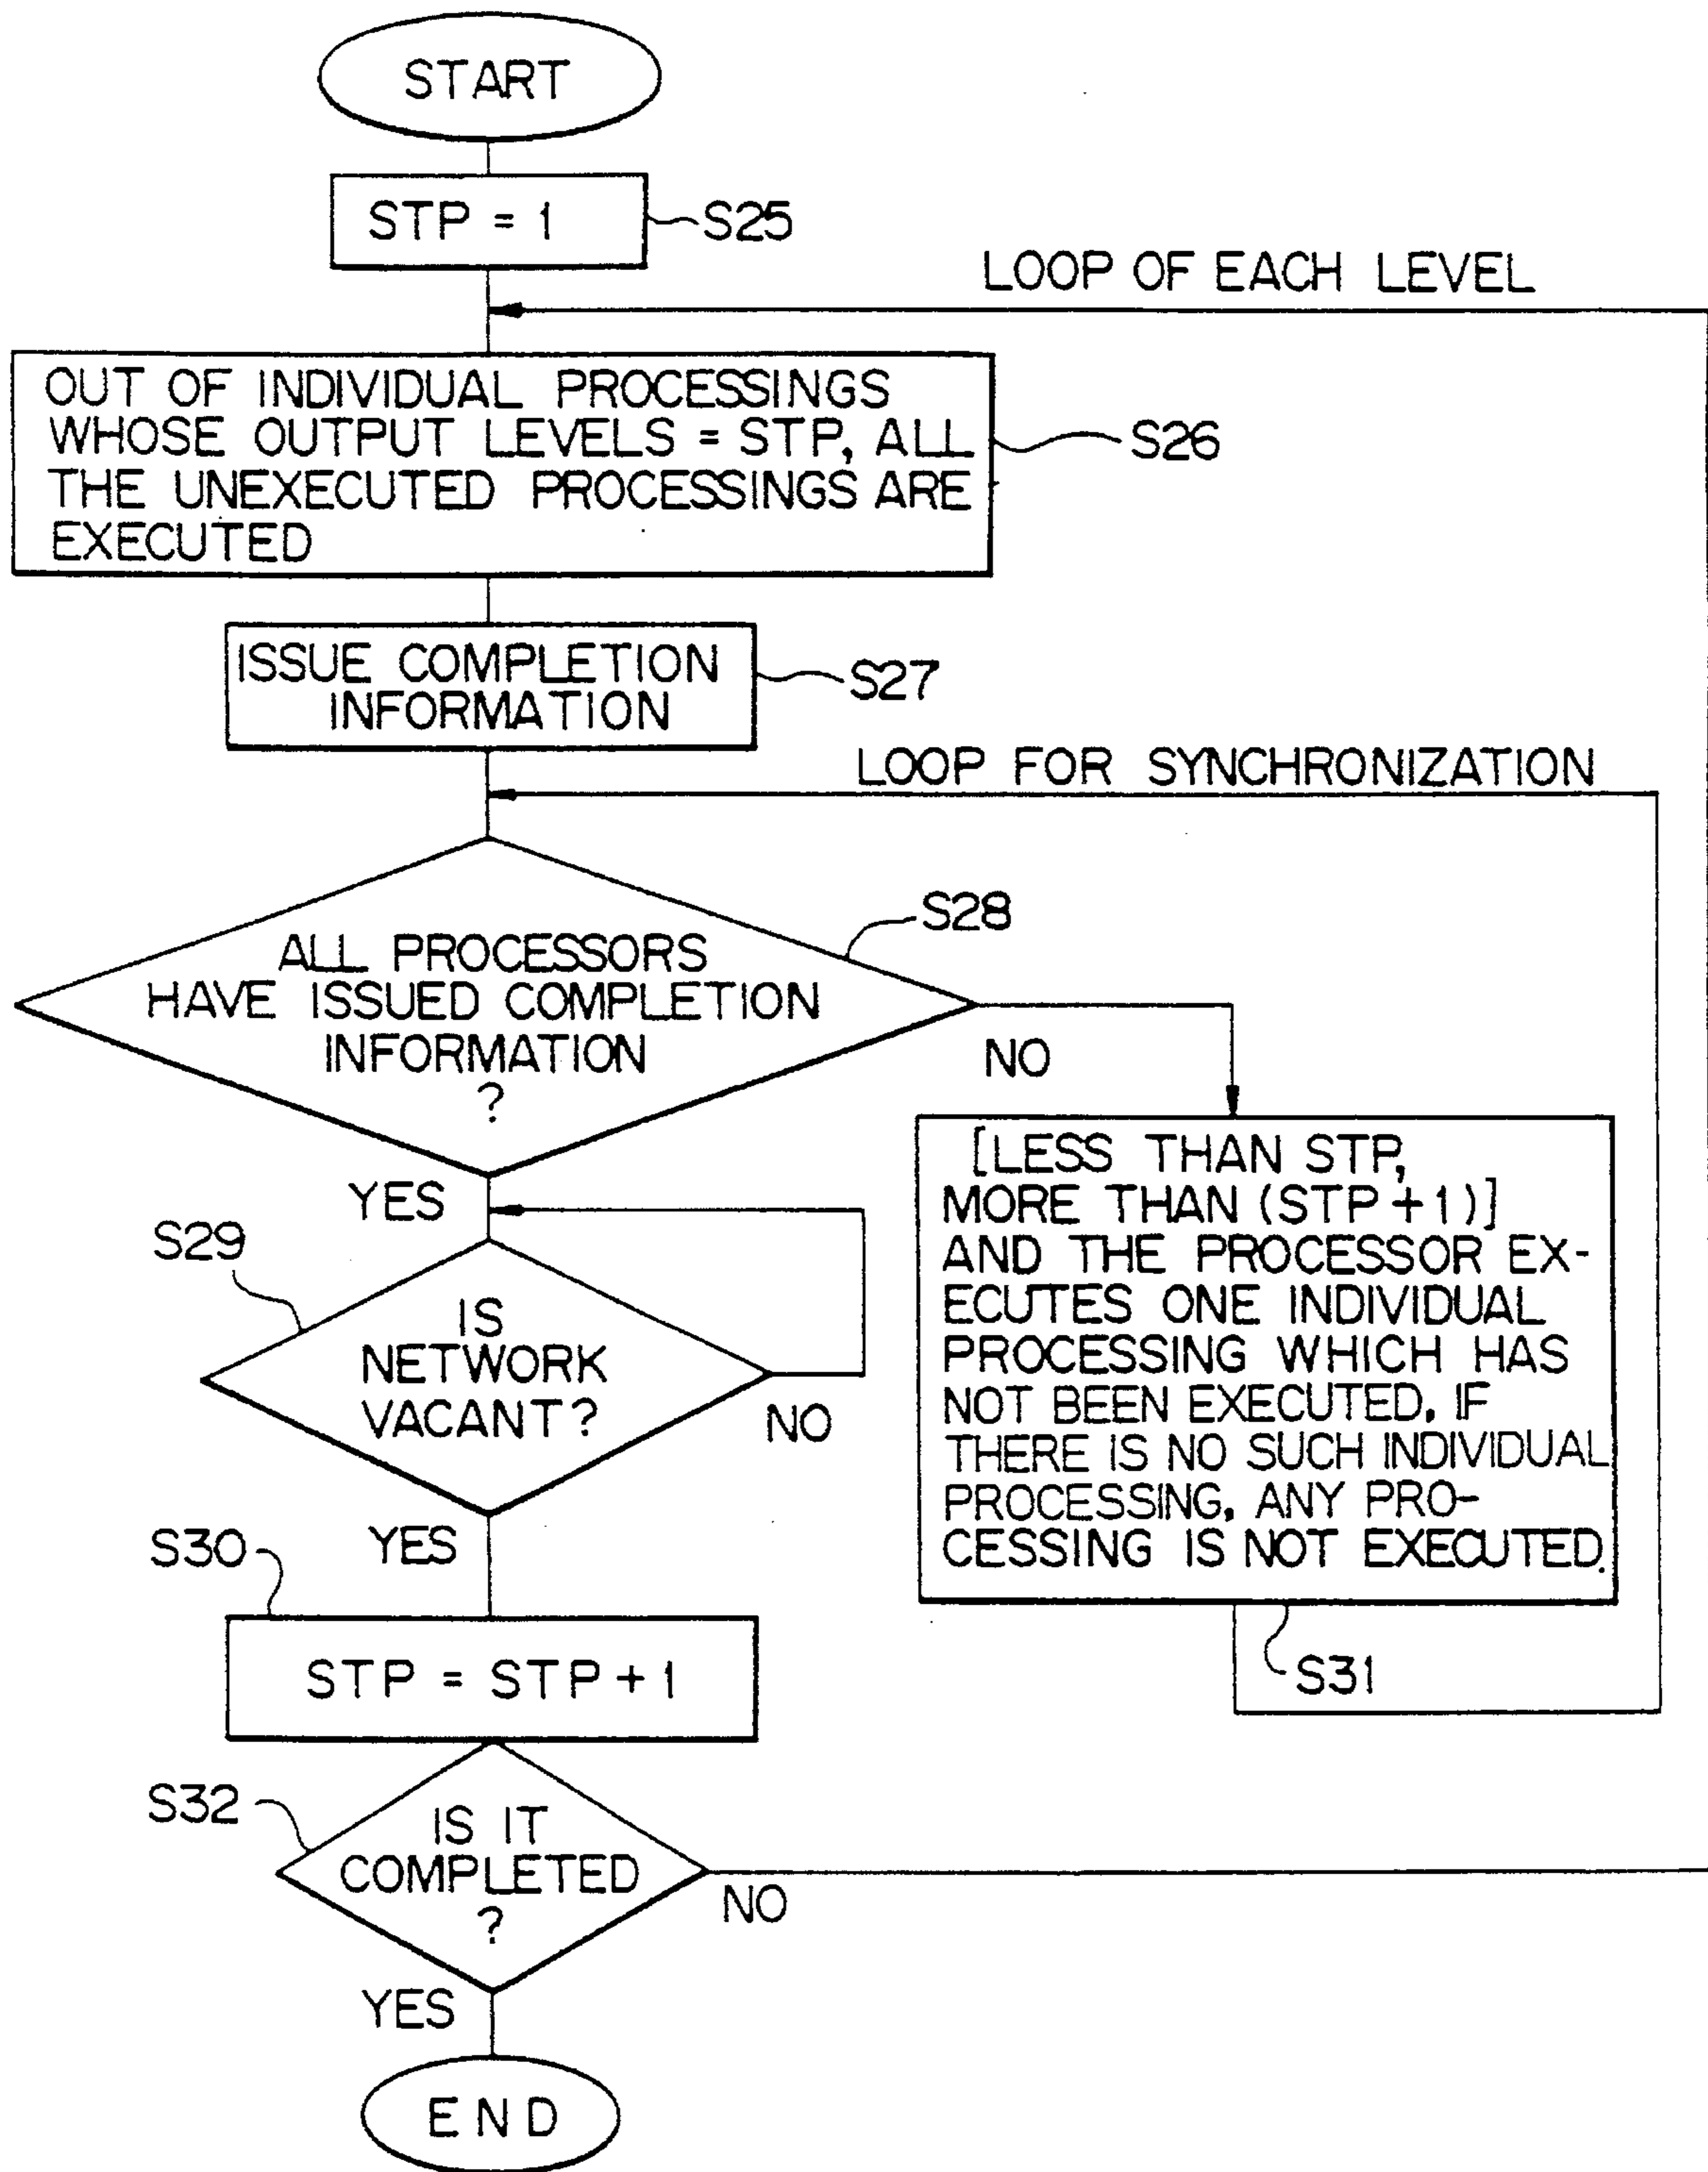 START
STP = 1
S25
LOOP OF EACH LEVEL
OUT OF INDIVIDUAL PROCESSINGS
WHOSE OUTPUT LEVELS = STP, ALL
THE UNEXECUTED PROCESSINGS ARE
EXECUTED
S26
ISSUE COMPLETION
INFORMATION
S27
LOOP FOR SYNCHRONIZATION
ALL PROCESSORS
HAVE ISSUED COMPLETION
INFORMATION
?
S28
NO
YES
[LESS THAN STP,
MORE THAN (STP+1)]
AND THE PROCESSOR EX-
ECUTES ONE INDIVIDUAL
PROCESSING WHICH HAS
NOT BEEN EXECUTED. IF
THERE IS NO SUCH INDIVIDUAL
PROCESSING, ANY PRO-
CESSING IS NOT EXECUTED.
S31
S29
IS
NETWORK
VACANT?
NO
YES
S30
STP = STP + 1
S32
IS IT
COMPLETED
?
NO
YES
END